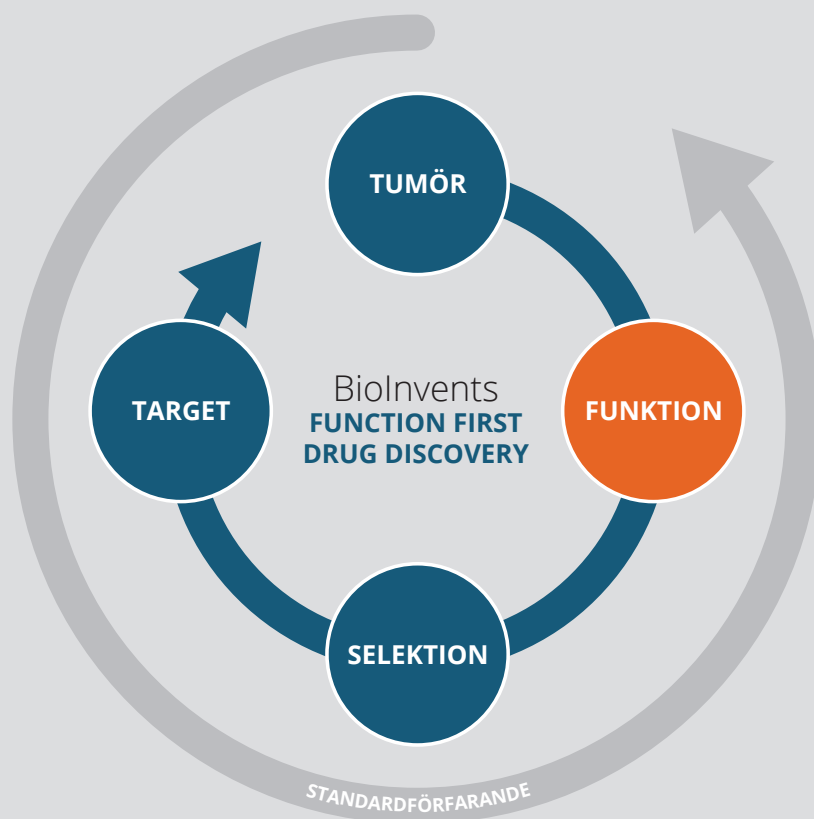 TUMÖR
TARGET
BioInvents
FUNCTION FIRST
DRUG DISCOVERY
FUNKTION
SELEKTION
STANDARDFÖRFARANDE